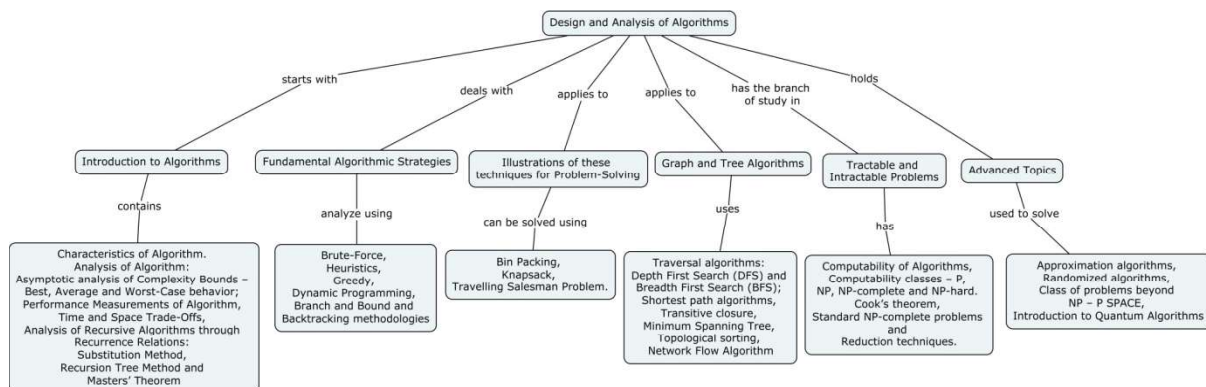 Design and Analysis of Algorithms
starts with
deals with
applies to
applies to
has the branch
of study in
holds
Introduction to Algorithms
Fundamental Algorithmic Strategies
Illustrations of these
techniques for Problem-Solving
Graph and Tree Algorithms
Tractable and
Intractable Problems
Advanced Topics
contains
analyze using
can be solved using
uses
has
used to solve
Characteristics of Algorithm.
Analysis of Algorithm:
Asymptotic analysis of Complexity Bounds –
Best, Average and Worst-Case behavior;
Performance Measurements of Algorithm,
Time and Space Trade-Offs,
Analysis of Recursive Algorithms through
Recurrence Relations:
Substitution Method,
Recursion Tree Method and
Masters' Theorem
Brute-Force,
Heuristics,
Greedy,
Dynamic Programming,
Branch and Bound and
Backtracking methodologies
Bin Packing,
Knapsack,
Travelling Salesman Problem.
Traversal algorithms:
Depth First Search (DFS) and
Breadth First Search (BFS);
Shortest path algorithms,
Transitive closure,
Minimum Spanning Tree,
Topological sorting,
Network Flow Algorithm
Computability of Algorithms,
Computability classes – P,
NP, NP-complete and NP-hard.
Cook's theorem,
Standard NP-complete problems
and
Reduction techniques.
Approximation algorithms,
Randomized algorithms,
Class of problems beyond
NP – P SPACE,
Introduction to Quantum Algorithms